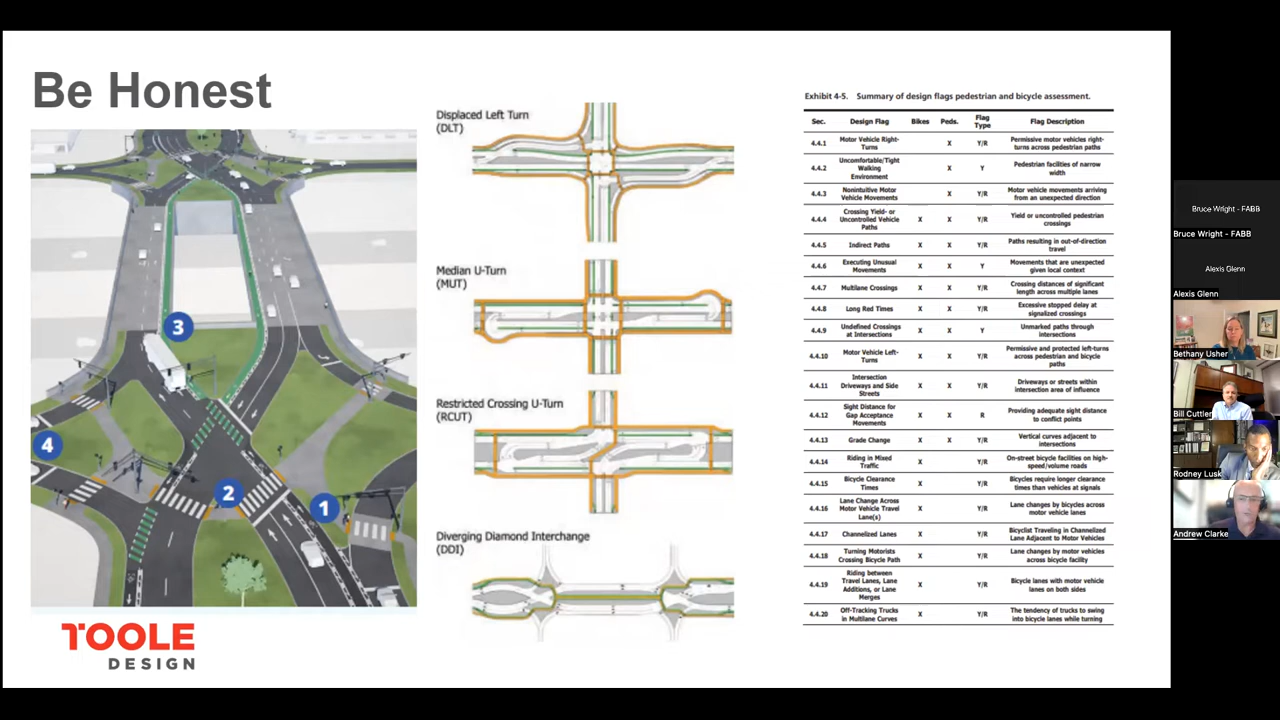 Be Honest
3
4
2
1
TOOLE
DESIGN
Displaced Left Turn
(DLT)
Median U-Turn
(MUT)
Restricted Crossing U-Turn
(RCUT)
Diverging Diamond Interchange
(DDI)
Exhibit 4-5. Summary of design flags pedestrian and bicycle assessment.
Sec. Design Flag Bikes Peds. Flag Type Flag Description
4.4.1 Motor Vehicle Right-Turns X Y/R Permissive motor vehicles right-turns across pedestrian paths
4.4.2 Uncomfortable/Tight Walking Environment X Y Pedestrian facilities of narrow width
4.4.3 Nonintuitive Motor Vehicle Movements X Y/R Motor vehicle movements arriving from an unexpected direction
4.4.4 Crossing Yield- or Uncontrolled Vehicle Paths X X Y/R Yield or uncontrolled pedestrian crossings
4.4.5 Indirect Paths X X Y/R Paths resulting in out-of-direction travel
4.4.6 Executing Unusual Movements X X Y Movements that are unexpected given local context
4.4.7 Multilane Crossings X X Y/R Crossing distances of significant length across multiple lanes
4.4.8 Long Red Times X X Y/R Excessive stopped delay at signalized crossings
4.4.9 Undefined Crossings at Intersections X X Y Unmarked paths through intersections
4.4.10 Motor Vehicle Left-Turns X X Y/R Permissive and protected left-turns across pedestrian and bicycle paths
4.4.11 Intersection Driveways and Side Streets X X Y/R Driveways or streets within intersection area of influence
4.4.12 Sight Distance for Gap Acceptance Movements X X R Providing adequate sight distance to conflict points
4.4.13 Grade Change X X Y/R Vertical curves adjacent to intersections
4.4.14 Riding in Mixed Traffic X Y/R On-street bicycle facilities on high-speed/volume roads
4.4.15 Bicycle Clearance Times X Y/R Bicycles require longer clearance times than vehicles at signals
4.4.16 Lane Change Across Motor Vehicle Travel Lane(s) X Y/R Lane changes by bicycles across motor vehicle lanes
4.4.17 Channelized Lanes X Y/R Bicyclist Traveling in Channelized Lane Adjacent to Motor Vehicles
4.4.18 Turning Motorists Crossing Bicycle Path X Y/R Lane changes by motor vehicles across bicycle facility
4.4.19 Riding between Travel Lanes, Lane Additions, or Lane Merges X Y/R Bicycle lanes with motor vehicle lanes on both sides
4.4.20 Off-Tracking Trucks in Multilane Curves X Y/R The tendency of trucks to swing into bicycle lanes while turning
Bruce Wright - FABB
Bruce Wright - FABB
Alexis Glenn
Alexis Glenn
Bethany Usher
Bill Cuttler
Rodney Lusk
Andrew Clarke